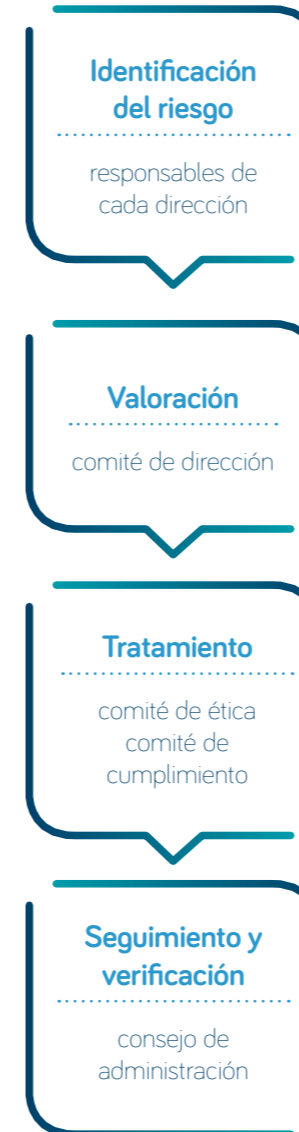 Identificación
del riesgo
responsables de
cada dirección
Valoración
comité de dirección
Tratamiento
comité de ética
comité de
cumplimiento
Seguimiento y
verificación
consejo de
administración